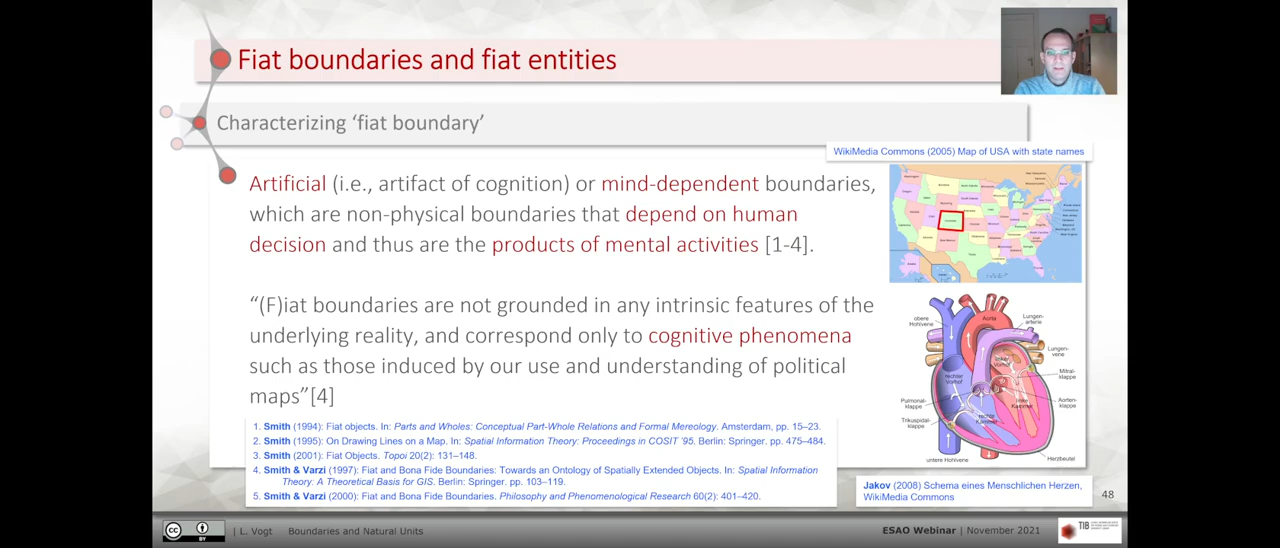 Fiat boundaries and fiat entities
Characterizing ‘fiat boundary’
WikiMedia Commons (2005) Map of USA with state names
Artificial (i.e., artifact of cognition) or mind-dependent boundaries,
which are non-physical boundaries that depend on human
decision and thus are the products of mental activities [1-4].
“(F)iat boundaries are not grounded in any intrinsic features of the
underlying reality, and correspond only to cognitive phenomena
such as those induced by our use and understanding of political
maps”[4]
obere
Hohlvene
Aorta
Lungen-
arterie
Lungen-
vene
linker
Vorhof
rechter
Vorhof
Mitral-
klappe
Aorten-
klappe
Pulmonal-
klappe
Trikuspidal-
klappe
linke
Kammer
rechte
Kammer
untere Hohlvene
Herzbeutel
1. Smith (1994): Fiat objects. In: Parts and Wholes: Conceptual Part-Whole Relations and Formal Mereology. Amsterdam, pp. 15–23.
2. Smith (1995): On Drawing Lines on a Map. In: Spatial Information Theory: Proceedings in COSIT ’95. Berlin: Springer. pp. 475–484.
3. Smith (2001): Fiat Objects. Topoi 20(2): 131–148.
4. Smith & Varzi (1997): Fiat and Bona Fide Boundaries: Towards an Ontology of Spatially Extended Objects. In: Spatial Information
Theory: A Theoretical Basis for GIS. Berlin: Springer. pp. 103–119.
5. Smith & Varzi (2000): Fiat and Bona Fide Boundaries. Philosophy and Phenomenological Research 60(2): 401–420.
Jakov (2008) Schema eines Menschlichen Herzen,
WikiMedia Commons
48
cc BY | L. Vogt Boundaries and Natural Units
ESAO Webinar | November 2021
TIB